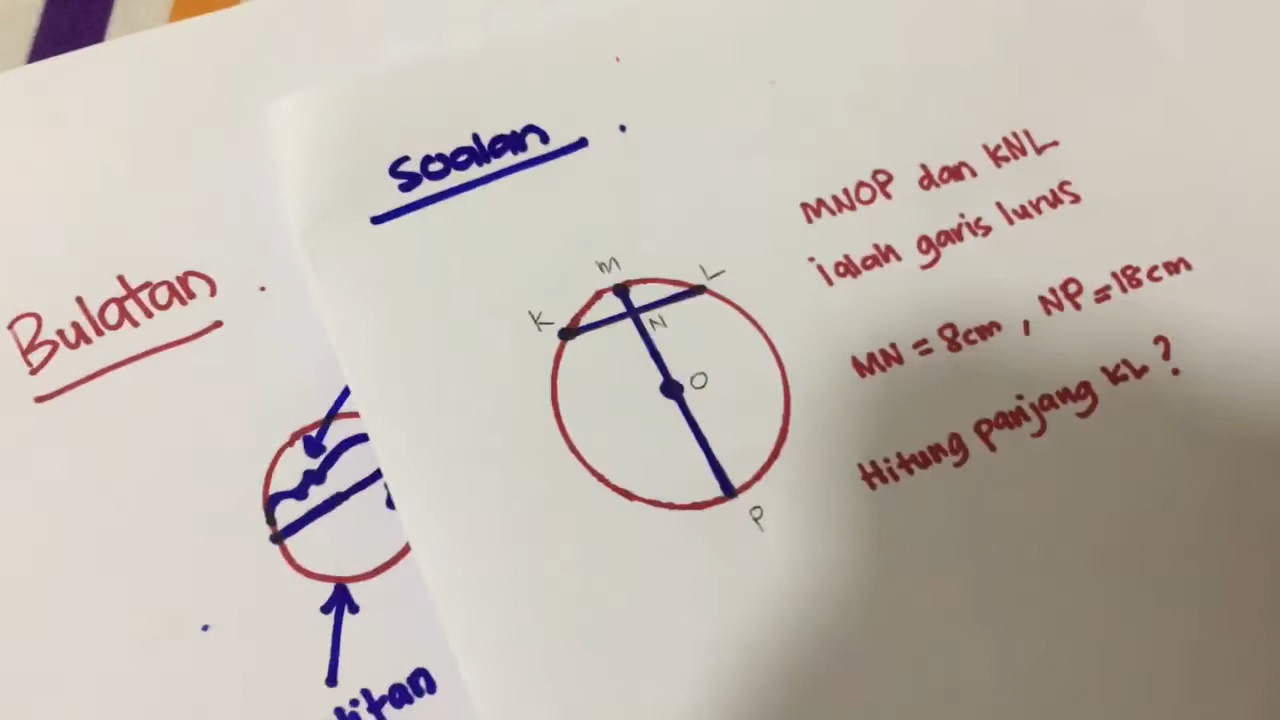 Soalan
MNOP dan KNL
ialah garis lurus
MN = 8cm, NP = 18cm
Hitung panjang KL?
M
L
K
N
O
P
Bulatan